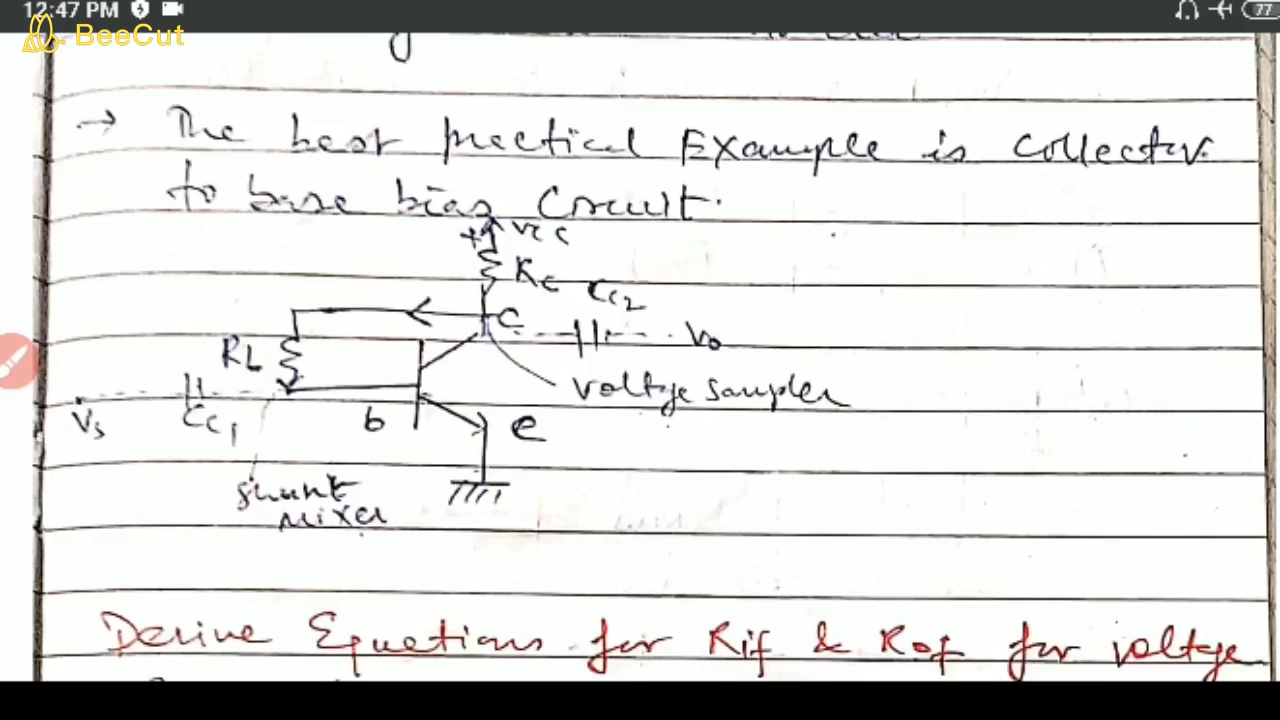 12:47 PM
77
BeeCut
→ The best practical Example is collector
to base bias Circuit.
+Vcc
Rc
Cc2
C
Vo
RL
voltage sampler
Vs
Cc1
b
e
shunt
mixer
Derive Equations for Rif & Rof for voltage